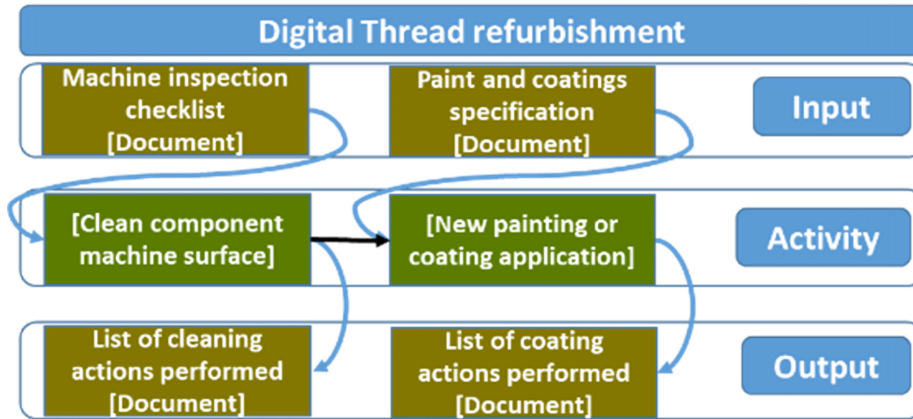 Digital Thread refurbishment
Machine inspection
checklist
[Document]
Paint and coatings
specification
[Document]
Input
[Clean component
machine surface]
[New painting or
coating application]
Activity
List of cleaning
actions performed
[Document]
List of coating
actions performed
[Document]
Output